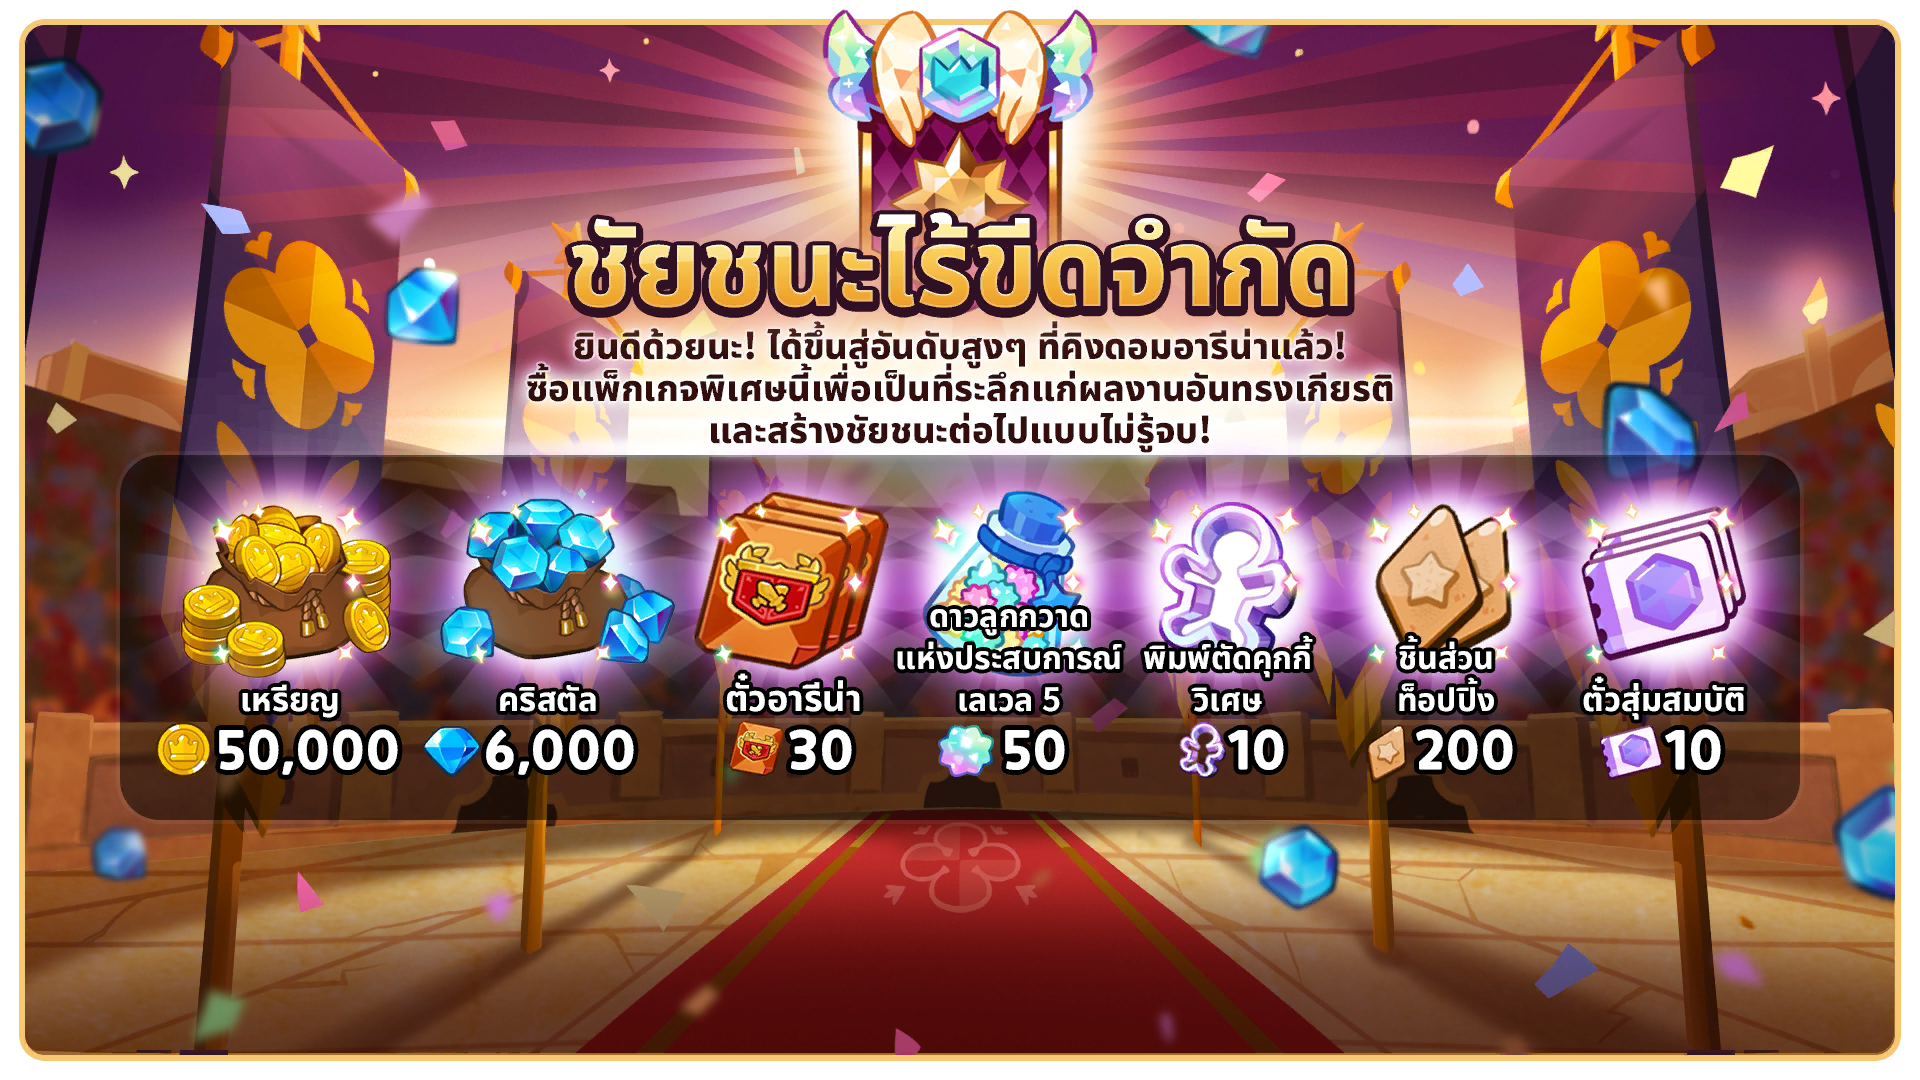 ชัยชนะไร้ขีดจำกัด
ยินดีด้วยนะ! ได้ขึ้นสู่อันดับสูงๆ ที่คิงดอมอารีน่าแล้ว!
ซื้อแพ็กเกจพิเศษนี้เพื่อเป็นที่ระลึกแก่ผลงานอันทรงเกียรติ
และสร้างชัยชนะต่อไปแบบไม่รู้จบ!
เหรียญ
50,000
คริสตัล
6,000
ตั๋วอารีน่า
30
ดาวลูกกวาด
แห่งประสบการณ์
เลเวล 5
50
พิมพ์ตัดคุกกี้
วิเศษ
10
ชิ้นส่วน
ท็อปปิ้ง
200
ตั๋วสุ่มสมบัติ
10